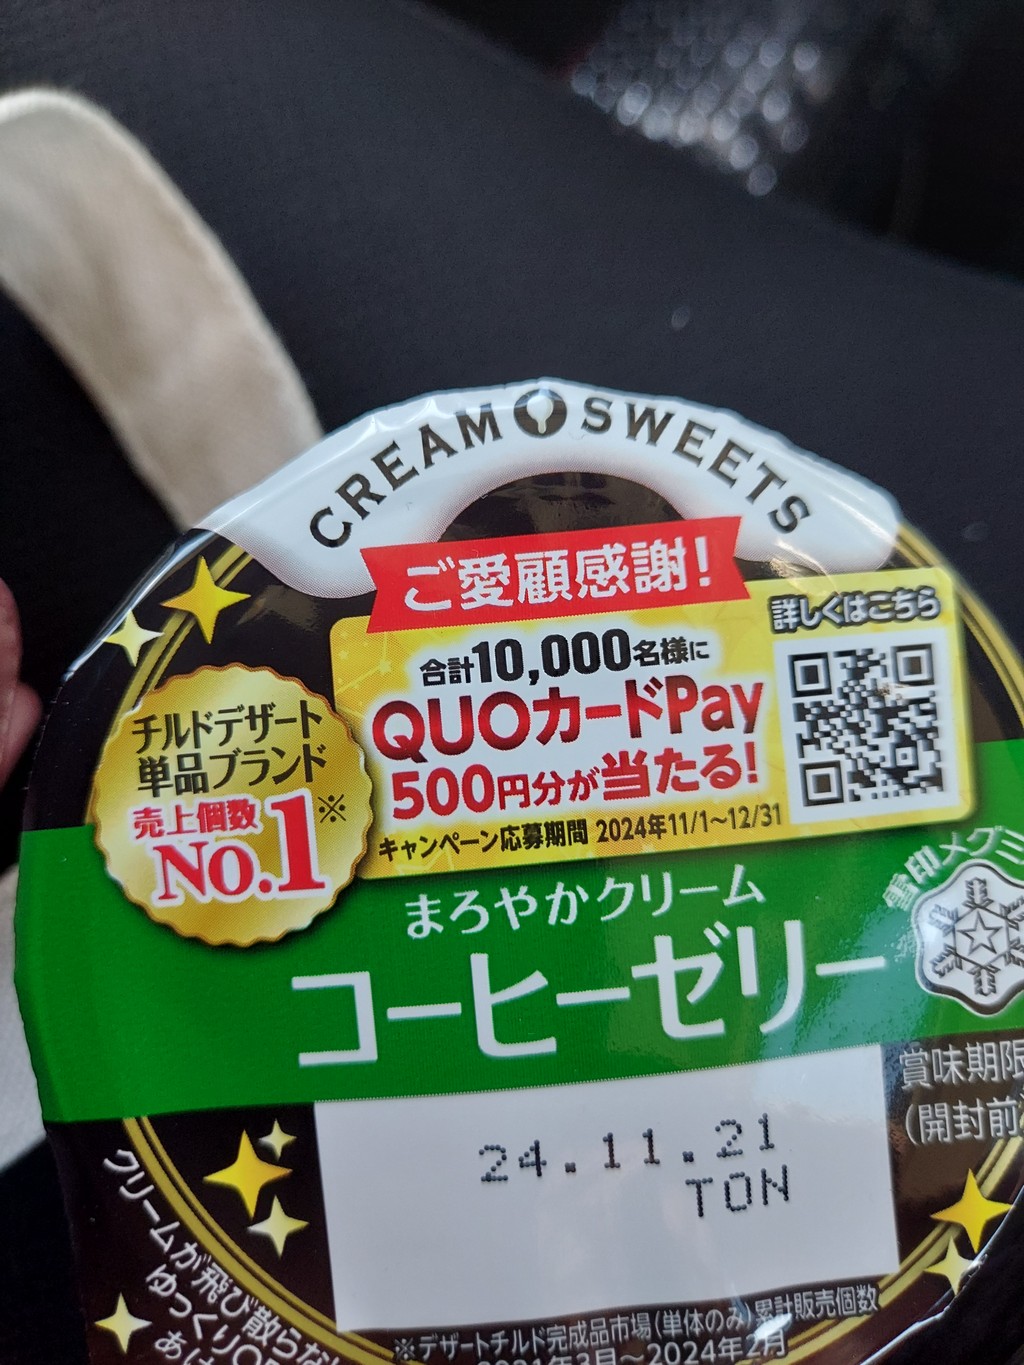 CREAM SWEETS
ご愛顧感謝!
合計10,000名様に
QUOカードPay
500円分が当たる!
キャンペーン応募期間 2024年11/1~12/31
詳しくはこちら
チルドデザート
単品ブランド
売上個数
No.1※
まろやかクリーム
コーヒーゼリー
雪印メグミ
賞味期限
(開封前
24.11.21
TON
クリームが飛び散らない
ゆっくり
※デザートチルド完成品市場(単体のみ)累計販売個数
2021年3月~2024年2月